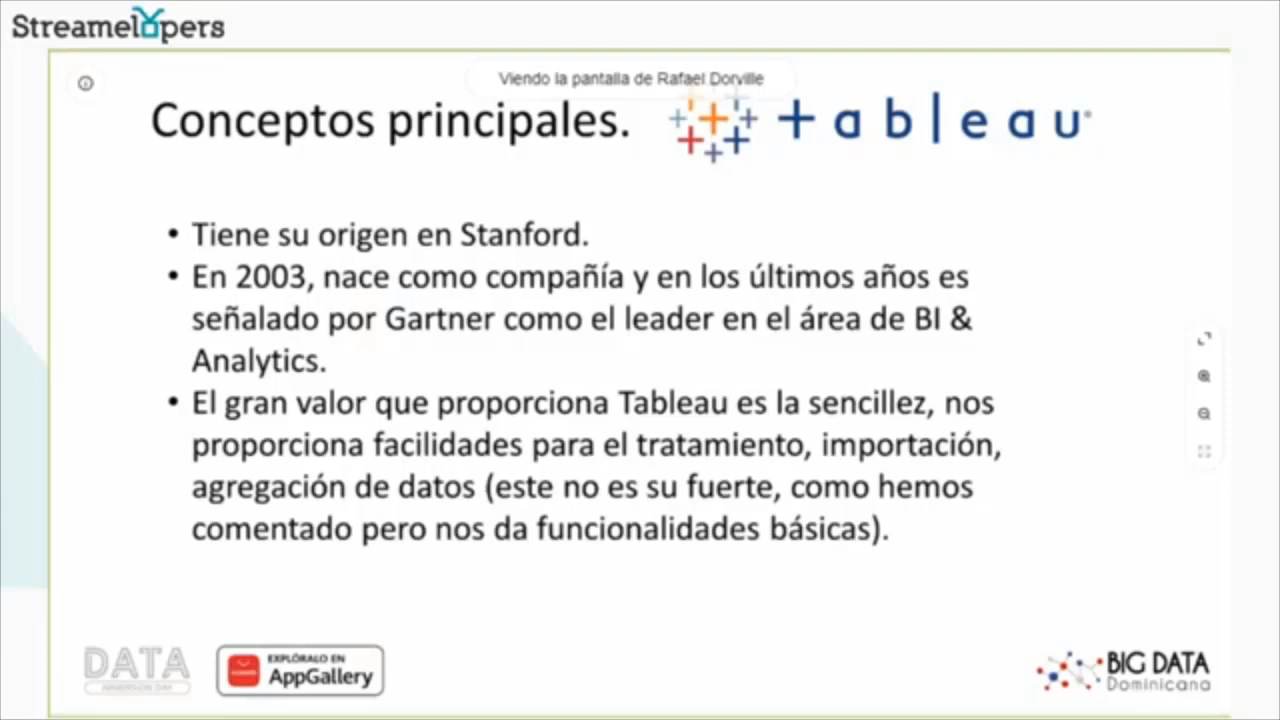 Streamelopers
Viendo la pantalla de Rafael Dorville
Conceptos principales.
+ableau
• Tiene su origen en Stanford.
• En 2003, nace como compañía y en los últimos años es
señalado por Gartner como el leader en el área de BI &
Analytics.
• El gran valor que proporciona Tableau es la sencillez, nos
proporciona facilidades para el tratamiento, importación,
agregación de datos (este no es su fuerte, como hemos
comentado pero nos da funcionalidades básicas).
DATA
IMMERSION DAY
EXPLÓRALO EN
AppGallery
BIG DATA
Dominicana